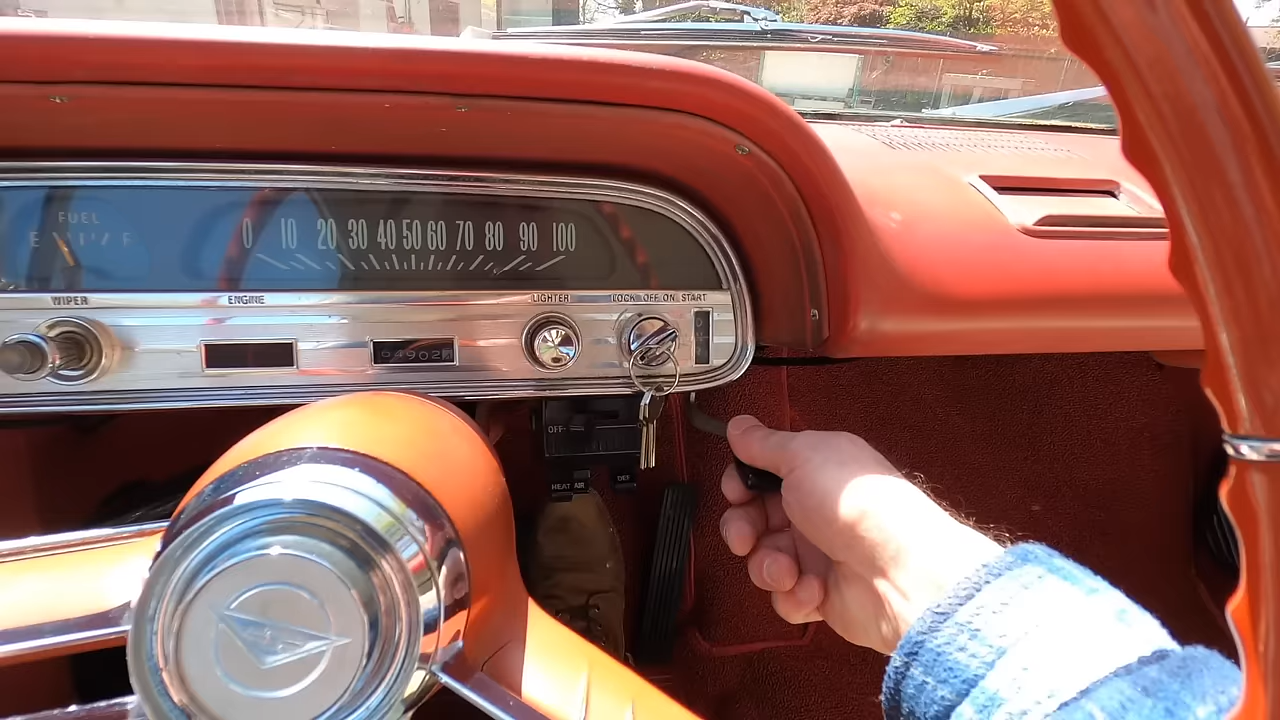 FUEL
E F
0 10 20 30 40 50 60 70 80 90 100
WIPER ENGINE LIGHTER LOCK OFF ON START
64902
OFF
HEAT AIR DEF